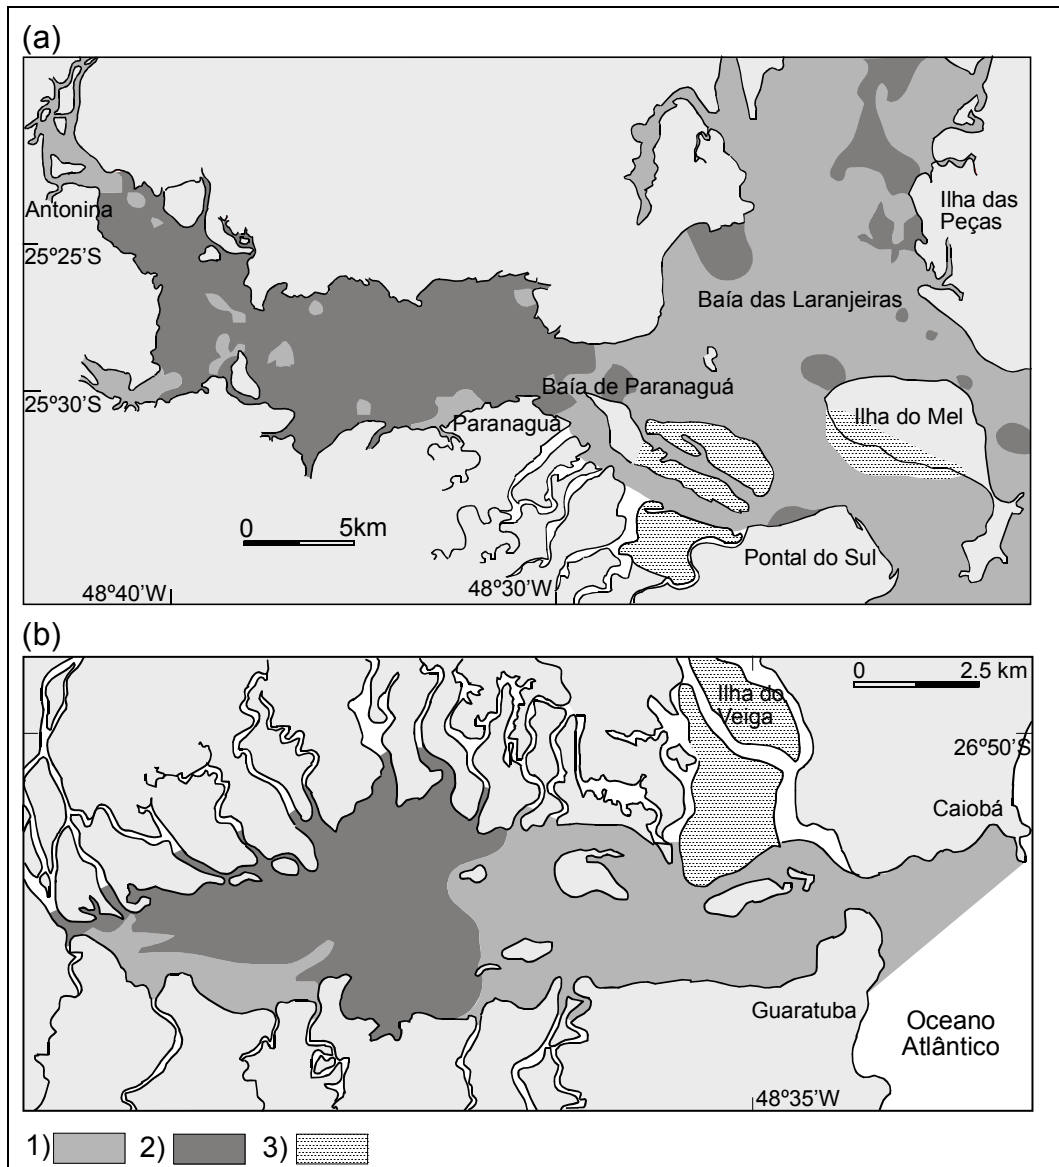 (a)
Antonina
25º25'S
Ilha das
Peças
Baía das Laranjeiras
25º30'S
Baía de Paranaguá
Paranaguá
Ilha do Mel
0 5km
Pontal do Sul
48º40'W
48º30'W
(b)
0 2.5 km
Ilha do
Veiga
26º50'S
Caiobá
Guaratuba
Oceano
Atlântico
48º35'W
1) 2) 3)